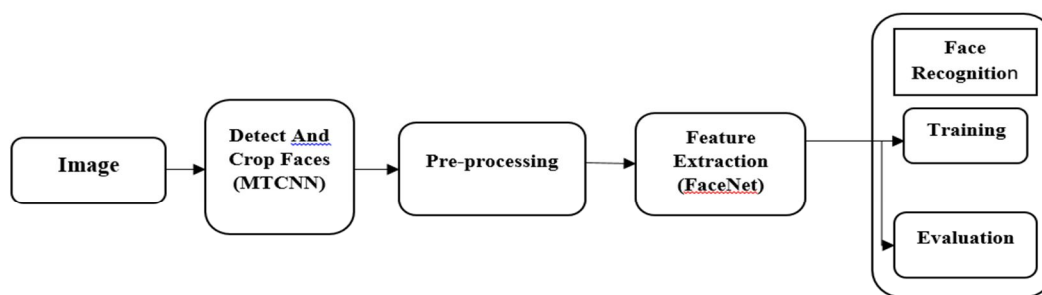 Image
Detect And
Crop Faces
(MTCNN)
Pre-processing
Feature
Extraction
(FaceNet)
Face
Recognition
Training
Evaluation